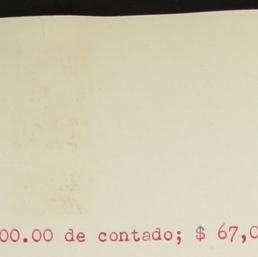 00.00 de contado; $ 67,0